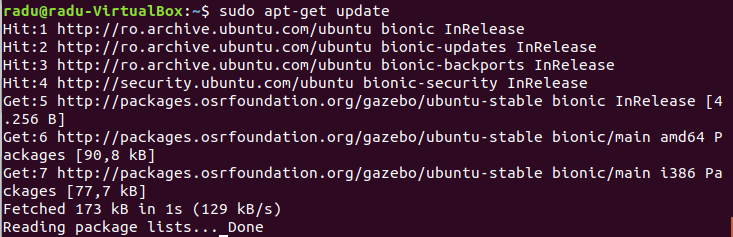 radu@radu-VirtualBox:~$ sudo apt-get update
Hit:1 http://ro.archive.ubuntu.com/ubuntu bionic InRelease
Hit:2 http://ro.archive.ubuntu.com/ubuntu bionic-updates InRelease
Hit:3 http://ro.archive.ubuntu.com/ubuntu bionic-backports InRelease
Hit:4 http://security.ubuntu.com/ubuntu bionic-security InRelease
Get:5 http://packages.osrfoundation.org/gazebo/ubuntu-stable bionic InRelease [4
.256 B]
Get:6 http://packages.osrfoundation.org/gazebo/ubuntu-stable bionic/main amd64 P
ackages [90,8 kB]
Get:7 http://packages.osrfoundation.org/gazebo/ubuntu-stable bionic/main i386 Pa
ckages [77,7 kB]
Fetched 173 kB in 1s (129 kB/s)
Reading package lists... Done